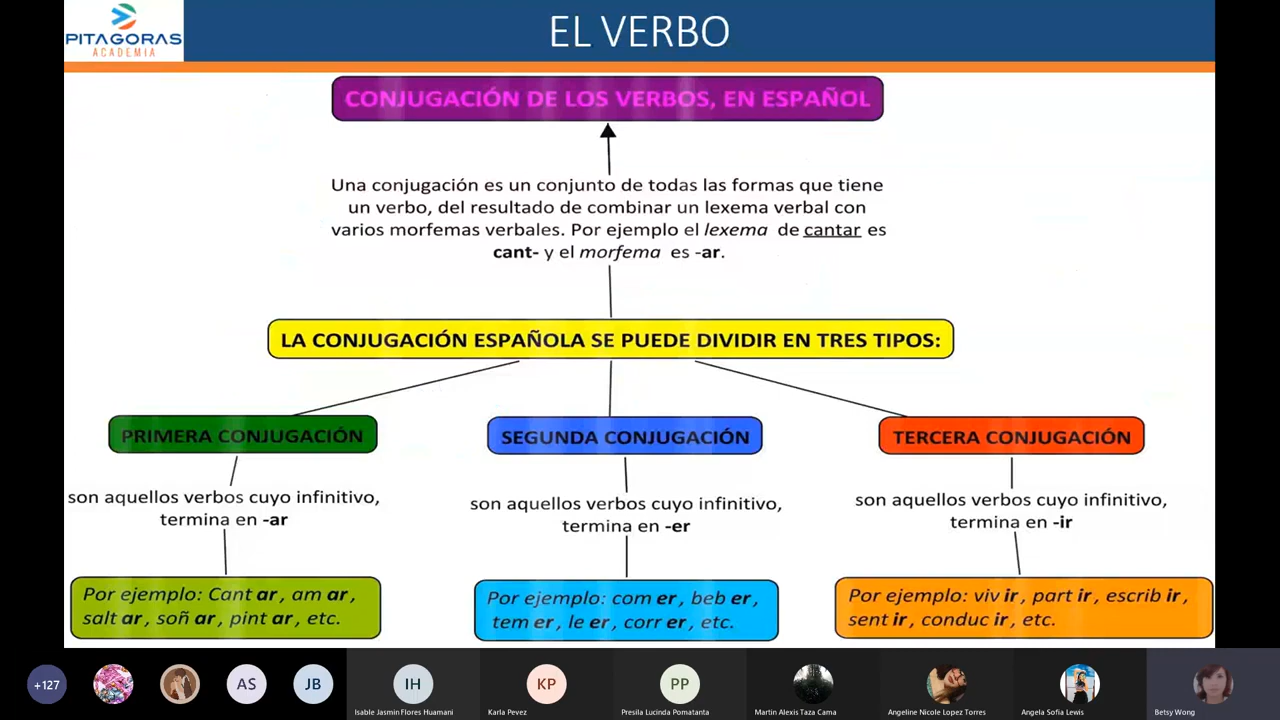 PITAGORAS
ACADEMIA
EL VERBO
CONJUGACIÓN DE LOS VERBOS, EN ESPAÑOL
Una conjugación es un conjunto de todas las formas que tiene
un verbo, del resultado de combinar un lexema verbal con
varios morfemas verbales. Por ejemplo el lexema de cantar es
cant- y el morfema es -ar.
LA CONJUGACIÓN ESPAÑOLA SE PUEDE DIVIDIR EN TRES TIPOS:
PRIMERA CONJUGACIÓN
son aquellos verbos cuyo infinitivo,
termina en -ar
Por ejemplo: Cant ar, am ar,
salt ar, soñ ar, pint ar, etc.
SEGUNDA CONJUGACIÓN
son aquellos verbos cuyo infinitivo,
termina en -er
Por ejemplo: com er, beb er,
tem er, le er, corr er, etc.
TERCERA CONJUGACIÓN
son aquellos verbos cuyo infinitivo,
termina en -ir
Por ejemplo: viv ir, part ir, escrib ir,
sent ir, conduc ir, etc.
+127
AS
JB
IH
Isable Jasmin Flores Huamani
KP
Karla Pevez
PP
Presila Lucinda Pomatanta
Martin Alexis Taza Cama
Angeline Nicole Lopez Torres
Angela Sofia Lewis
Betsy Wong